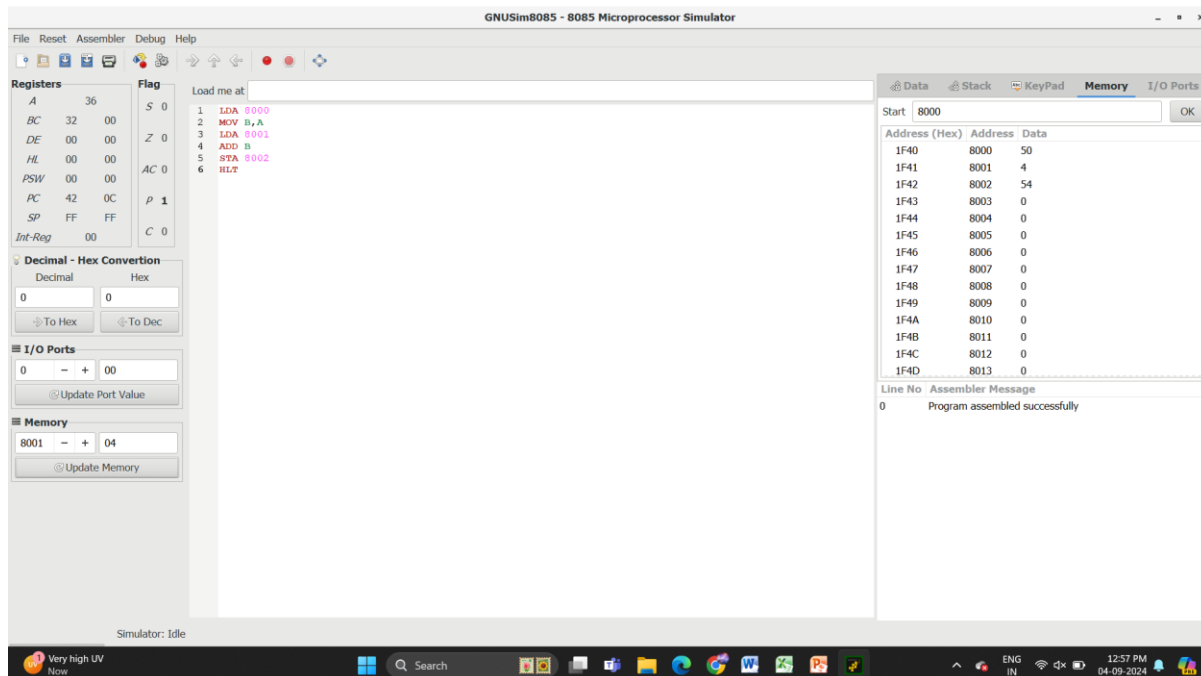 GNUSim8085 - 8085 Microprocessor Simulator
File Reset Assembler Debug Help
Registers
A 36
BC 32 00
DE 00 00
HL 00 00
PSW 00 00
PC 42 0C
SP FF FF
Int-Reg 00
Flag
S 0
Z 0
AC 0
P 1
C 0
Decimal - Hex Convertion
Decimal Hex
0 0
To Hex To Dec
I/O Ports
0 − + 00
Update Port Value
Memory
8001 − + 04
Update Memory
Simulator: Idle
Load me at
1 LDA 8000
2 MOV B,A
3 LDA 8001
4 ADD B
5 STA 8002
6 HLT
Data Stack KeyPad Memory I/O Ports
Start 8000 OK
Address (Hex) Address Data
1F40 8000 50
1F41 8001 4
1F42 8002 54
1F43 8003 0
1F44 8004 0
1F45 8005 0
1F46 8006 0
1F47 8007 0
1F48 8008 0
1F49 8009 0
1F4A 8010 0
1F4B 8011 0
1F4C 8012 0
1F4D 8013 0
Line No Assembler Message
0 Program assembled successfully
1
Very high UV
Now
Search
ENG
IN
12:57 PM
04-09-2024